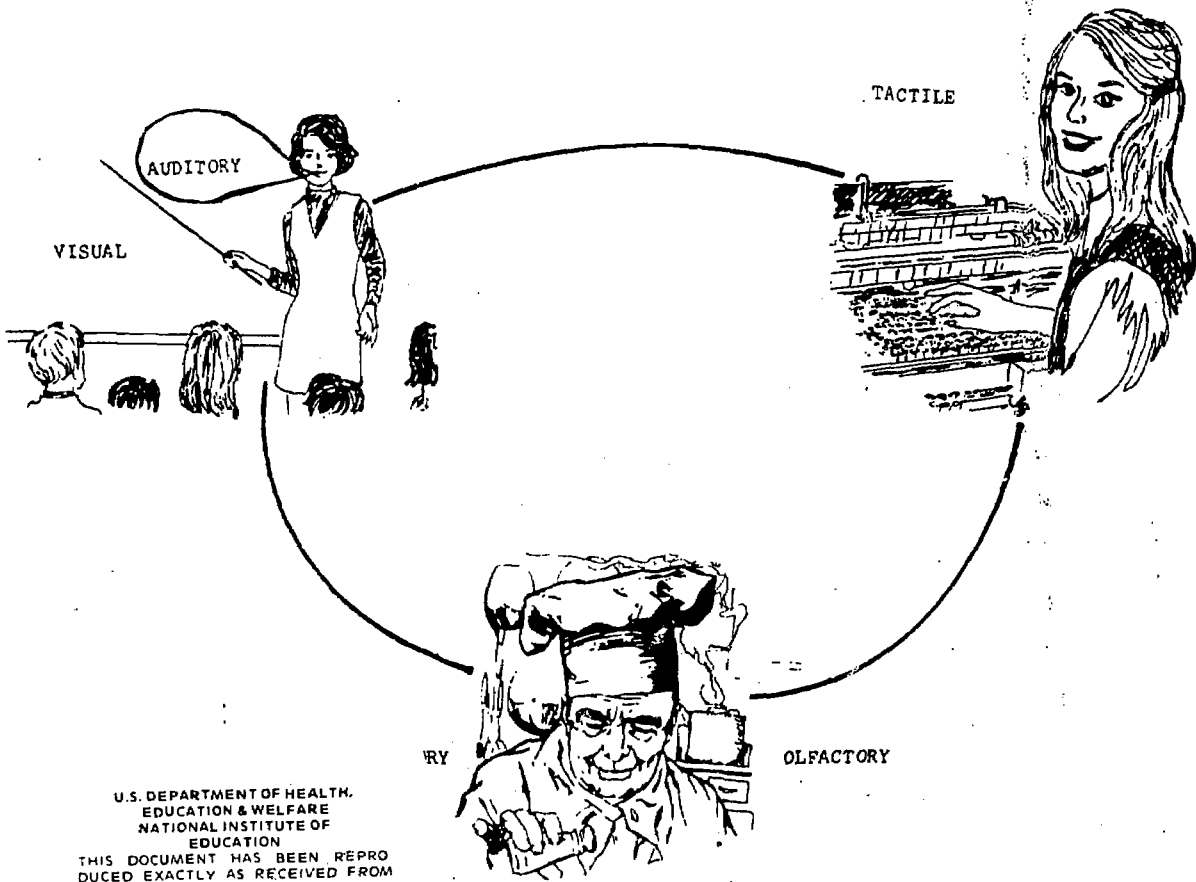 TACTILE
AUDITORY
VISUAL
RY OLFACTORY
U.S. DEPARTMENT OF HEALTH,
EDUCATION & WELFARE
NATIONAL INSTITUTE OF
EDUCATION
THIS DOCUMENT HAS BEEN REPRO
DUCED EXACTLY AS RECEIVED FROM